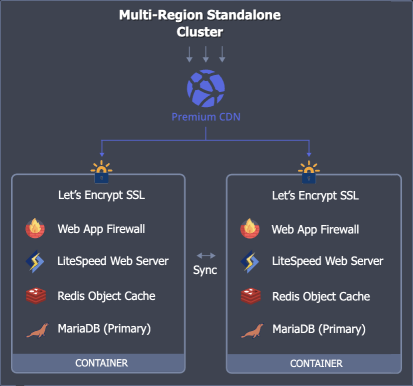 Multi-Region Standalone
Cluster
Premium CDN
Let's Encrypt SSL
Web App Firewall
LiteSpeed Web Server
Redis Object Cache
MariaDB (Primary)
CONTAINER
Sync
Let's Encrypt SSL
Web App Firewall
LiteSpeed Web Server
Redis Object Cache
MariaDB (Primary)
CONTAINER